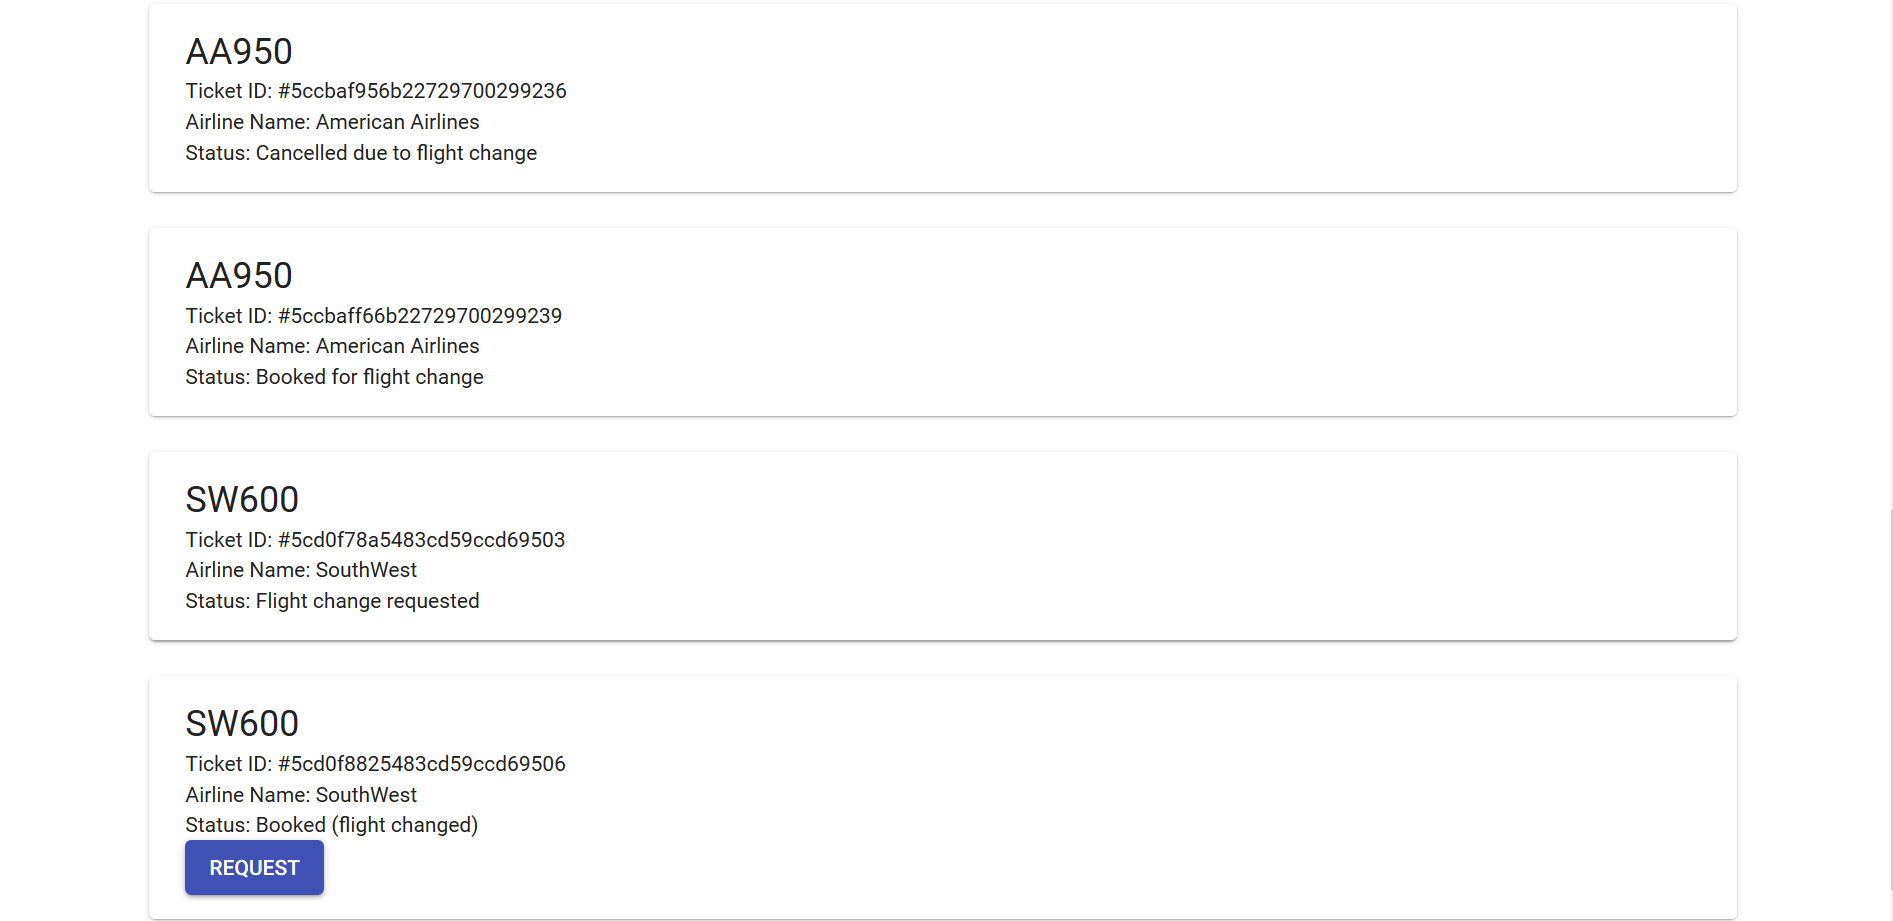 AA950
Ticket ID: #5ccbaf956b22729700299236
Airline Name: American Airlines
Status: Cancelled due to flight change
AA950
Ticket ID: #5ccbaff66b22729700299239
Airline Name: American Airlines
Status: Booked for flight change
SW600
Ticket ID: #5cd0f78a5483cd59ccd69503
Airline Name: SouthWest
Status: Flight change requested
SW600
Ticket ID: #5cd0f8825483cd59ccd69506
Airline Name: SouthWest
Status: Booked (flight changed)
REQUEST